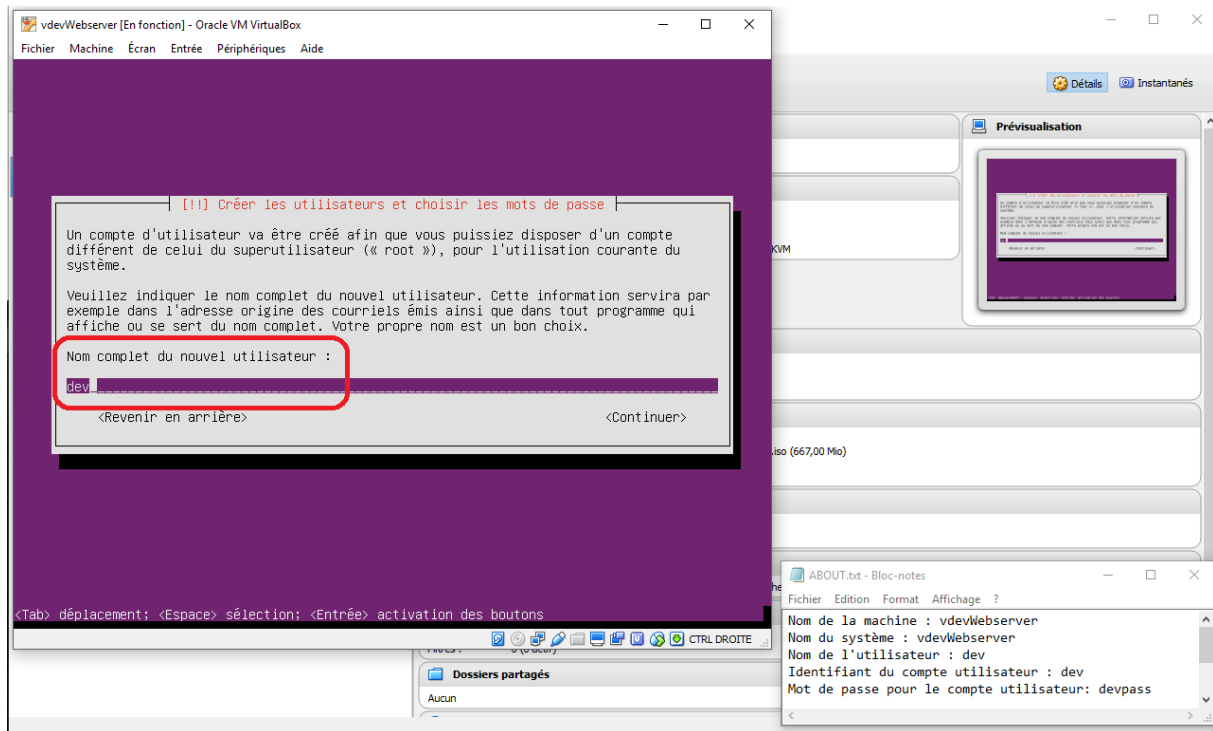 vdevWebserver [En fonction] - Oracle VM VirtualBox
Fichier Machine Écran Entrée Périphériques Aide
Détails Instantanés
Prévisualisation
[!!] Créer les utilisateurs et choisir les mots de passe
Un compte d'utilisateur va être créé afin que vous puissiez disposer d'un compte
différent de celui du superutilisateur (« root »), pour l'utilisation courante du
système.
KVM
Veuillez indiquer le nom complet du nouvel utilisateur. Cette information servira par
exemple dans l'adresse origine des courriels émis ainsi que dans tout programme qui
affiche ou se sert du nom complet. Votre propre nom est un bon choix.
Nom complet du nouvel utilisateur :
dev
<Revenir en arrière> <Continuer>
.iso (667,00 Mio)
<Tab> déplacement; <Espace> sélection; <Entrée> activation des boutons
CTRL DROITE
Dossiers partagés
Aucun
ABOUT.txt - Bloc-notes
Fichier Edition Format Affichage ?
Nom de la machine : vdevWebserver
Nom du système : vdevWebserver
Nom de l'utilisateur : dev
Identifiant du compte utilisateur : dev
Mot de passe pour le compte utilisateur: devpass